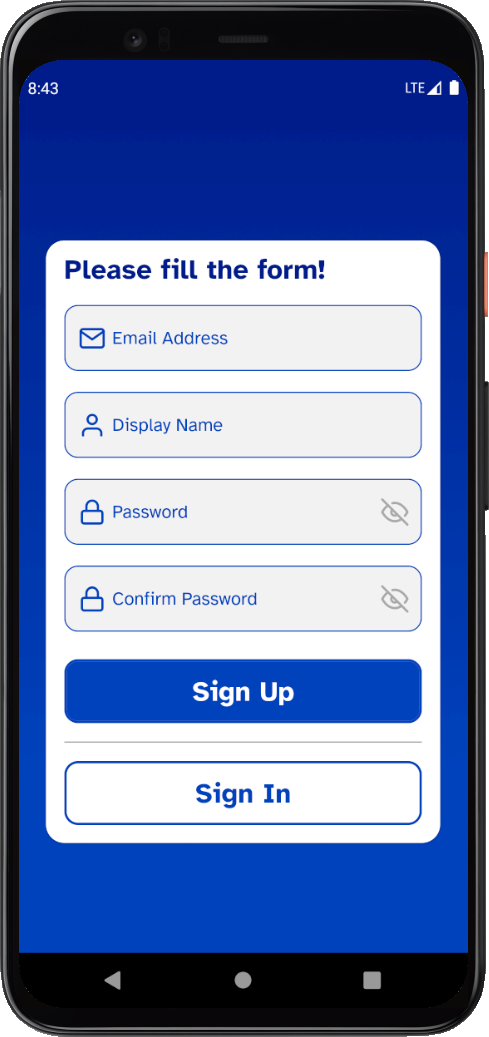 8:43
LTE
Please fill the form!
Email Address
Display Name
Password
Confirm Password
Sign Up
Sign In